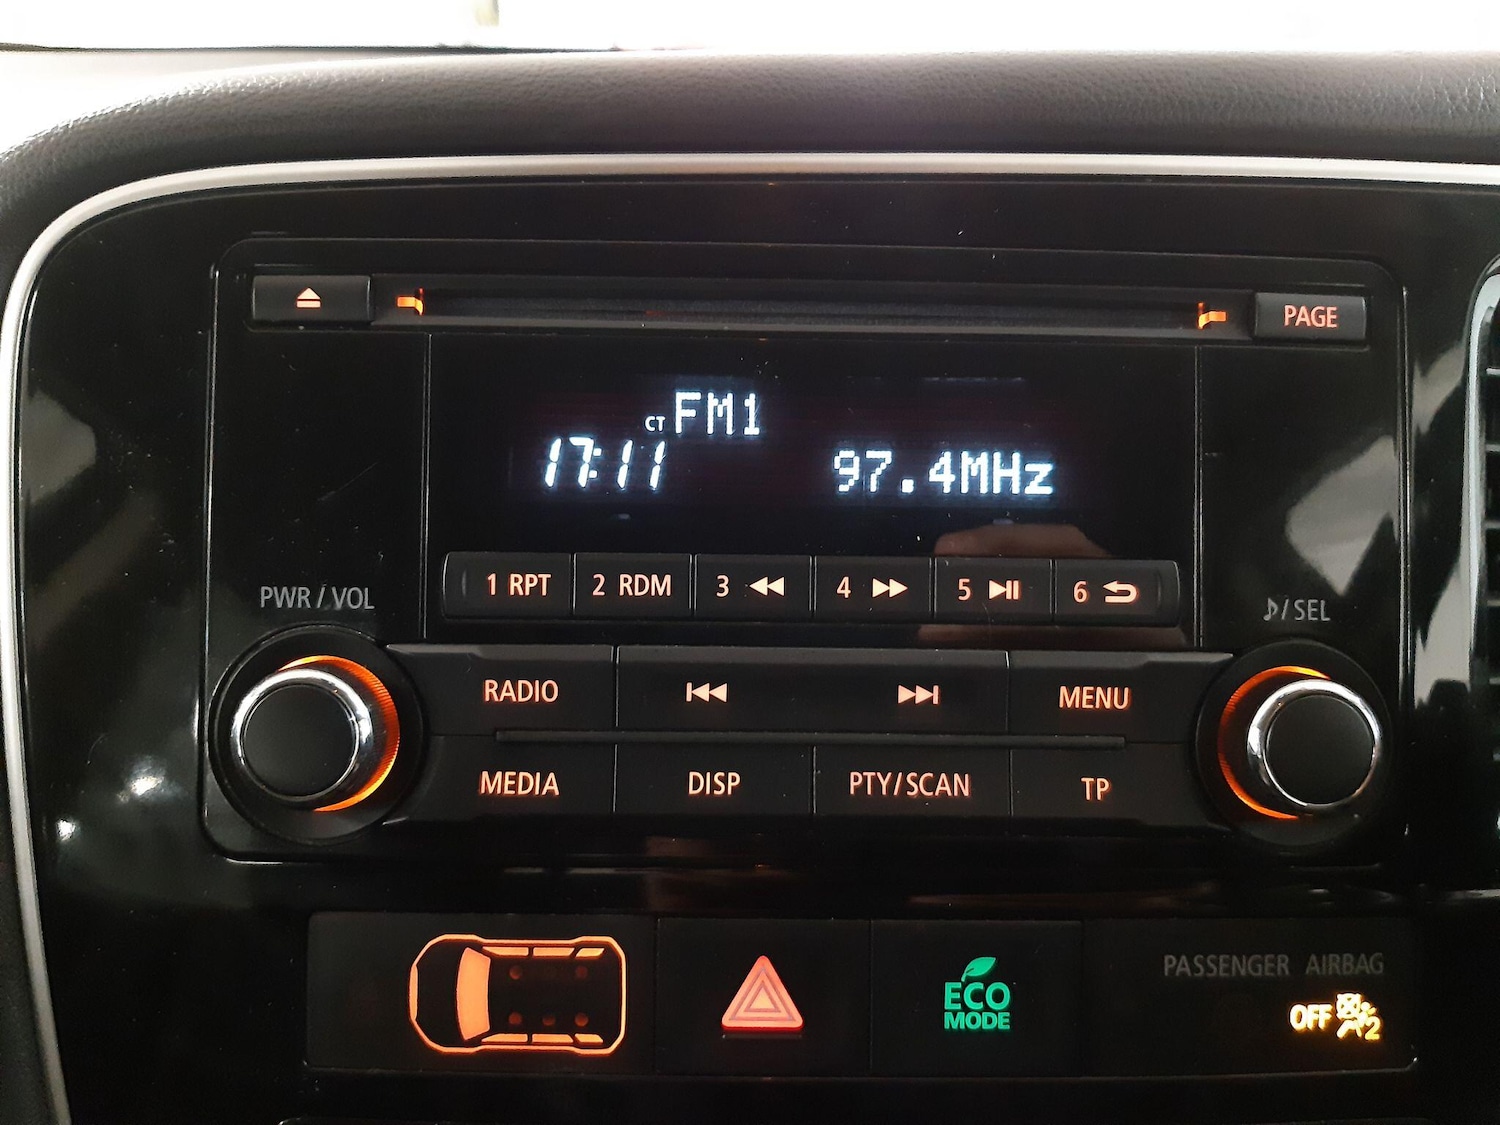 PAGE
CT FM1
17:11 97.4MHz
1 RPT 2 RDM 3 4 5 6
PWR / VOL
♪/SEL
RADIO MENU
MEDIA DISP PTY/SCAN TP
PASSENGER AIRBAG
ECO
MODE
OFF 2